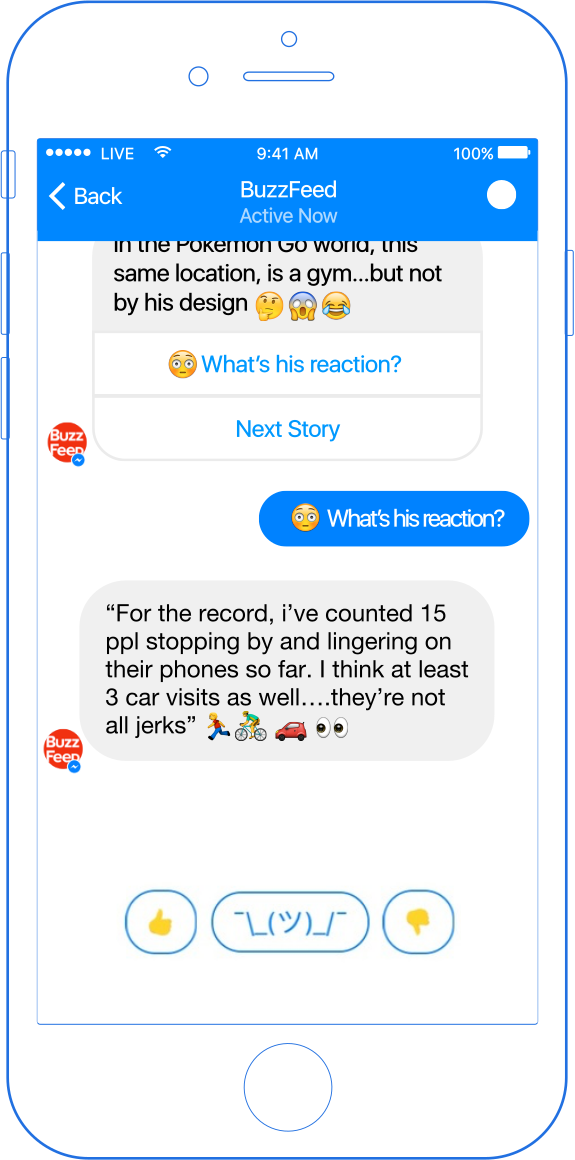 LIVE 9:41 AM 100%
Back BuzzFeed
Active Now
In the Pokemon Go world, this
same location, is a gym...but not
by his design 🤔😱😂
😳 What's his reaction?
Next Story
Buzz
Feed
😳 What's his reaction?
“For the record, i’ve counted 15
ppl stopping by and lingering on
their phones so far. I think at least
3 car visits as well….they’re not
all jerks” 🏃🚴🚗👀
Buzz
Feed
👍 ¯\_(ツ)_/¯ 👎